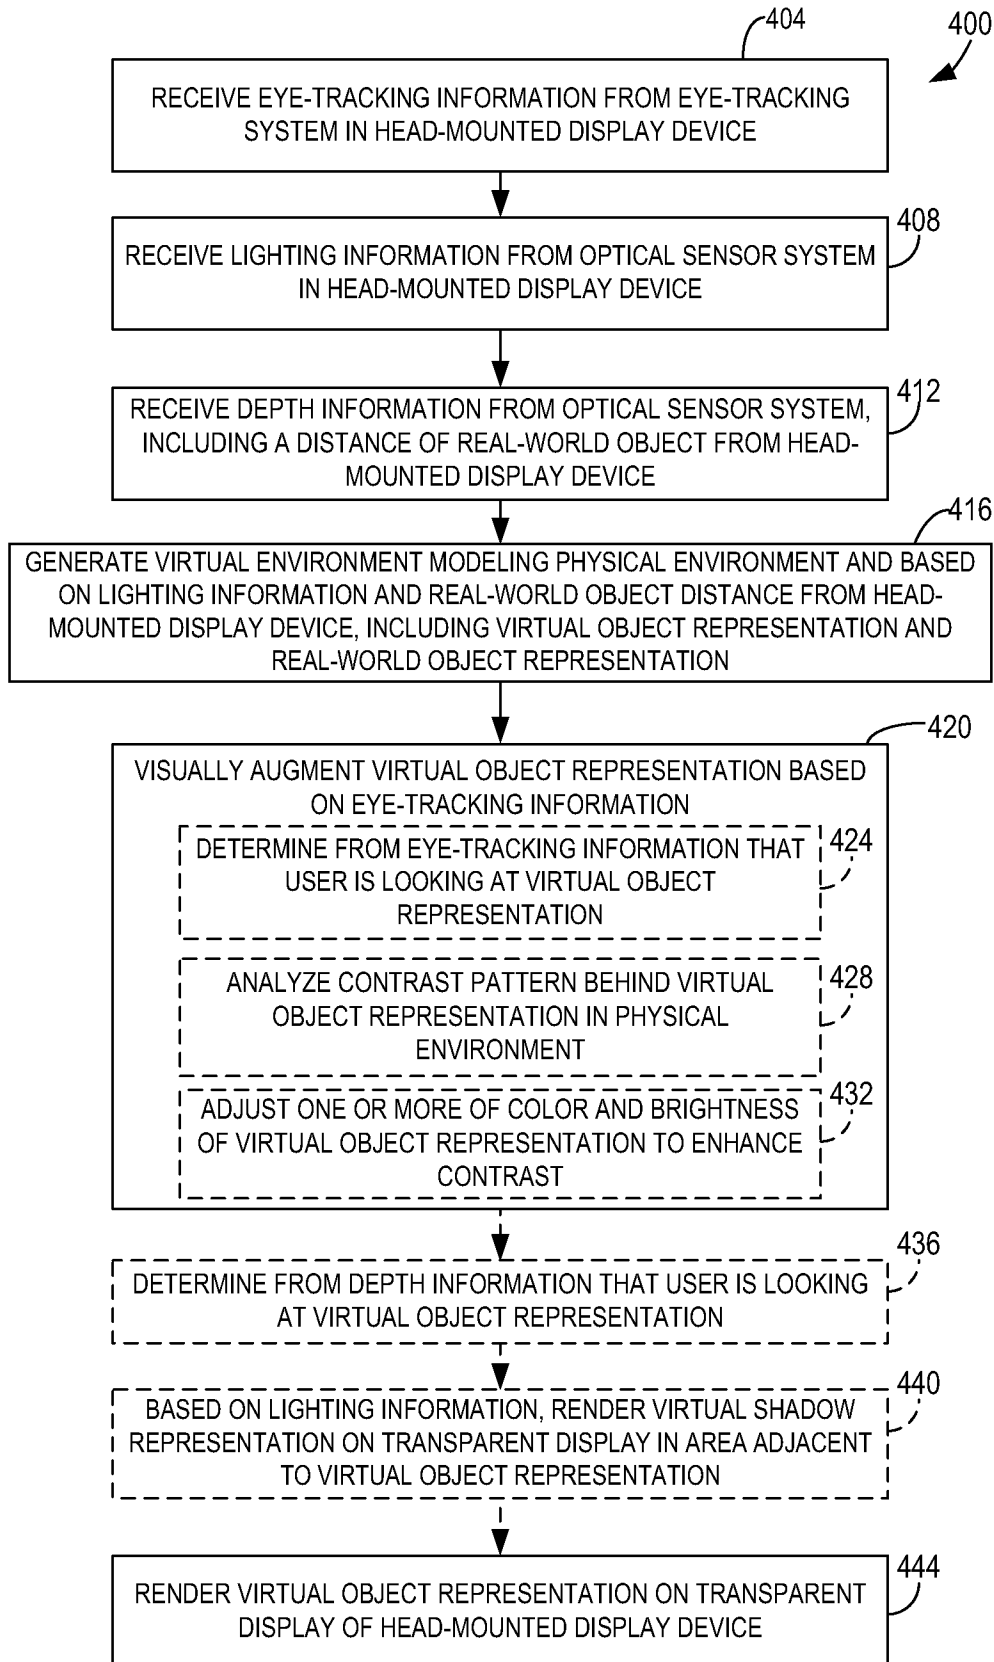 404
400
RECEIVE EYE-TRACKING INFORMATION FROM EYE-TRACKING
SYSTEM IN HEAD-MOUNTED DISPLAY DEVICE
408
RECEIVE LIGHTING INFORMATION FROM OPTICAL SENSOR SYSTEM
IN HEAD-MOUNTED DISPLAY DEVICE
412
RECEIVE DEPTH INFORMATION FROM OPTICAL SENSOR SYSTEM,
INCLUDING A DISTANCE OF REAL-WORLD OBJECT FROM HEAD-
MOUNTED DISPLAY DEVICE
416
GENERATE VIRTUAL ENVIRONMENT MODELING PHYSICAL ENVIRONMENT AND BASED
ON LIGHTING INFORMATION AND REAL-WORLD OBJECT DISTANCE FROM HEAD-
MOUNTED DISPLAY DEVICE, INCLUDING VIRTUAL OBJECT REPRESENTATION AND
REAL-WORLD OBJECT REPRESENTATION
420
VISUALLY AUGMENT VIRTUAL OBJECT REPRESENTATION BASED
ON EYE-TRACKING INFORMATION
424
DETERMINE FROM EYE-TRACKING INFORMATION THAT
USER IS LOOKING AT VIRTUAL OBJECT
REPRESENTATION
428
ANALYZE CONTRAST PATTERN BEHIND VIRTUAL
OBJECT REPRESENTATION IN PHYSICAL
ENVIRONMENT
432
ADJUST ONE OR MORE OF COLOR AND BRIGHTNESS
OF VIRTUAL OBJECT REPRESENTATION TO ENHANCE
CONTRAST
436
DETERMINE FROM DEPTH INFORMATION THAT USER IS LOOKING
AT VIRTUAL OBJECT REPRESENTATION
440
BASED ON LIGHTING INFORMATION, RENDER VIRTUAL SHADOW
REPRESENTATION ON TRANSPARENT DISPLAY IN AREA ADJACENT
TO VIRTUAL OBJECT REPRESENTATION
444
RENDER VIRTUAL OBJECT REPRESENTATION ON TRANSPARENT
DISPLAY OF HEAD-MOUNTED DISPLAY DEVICE